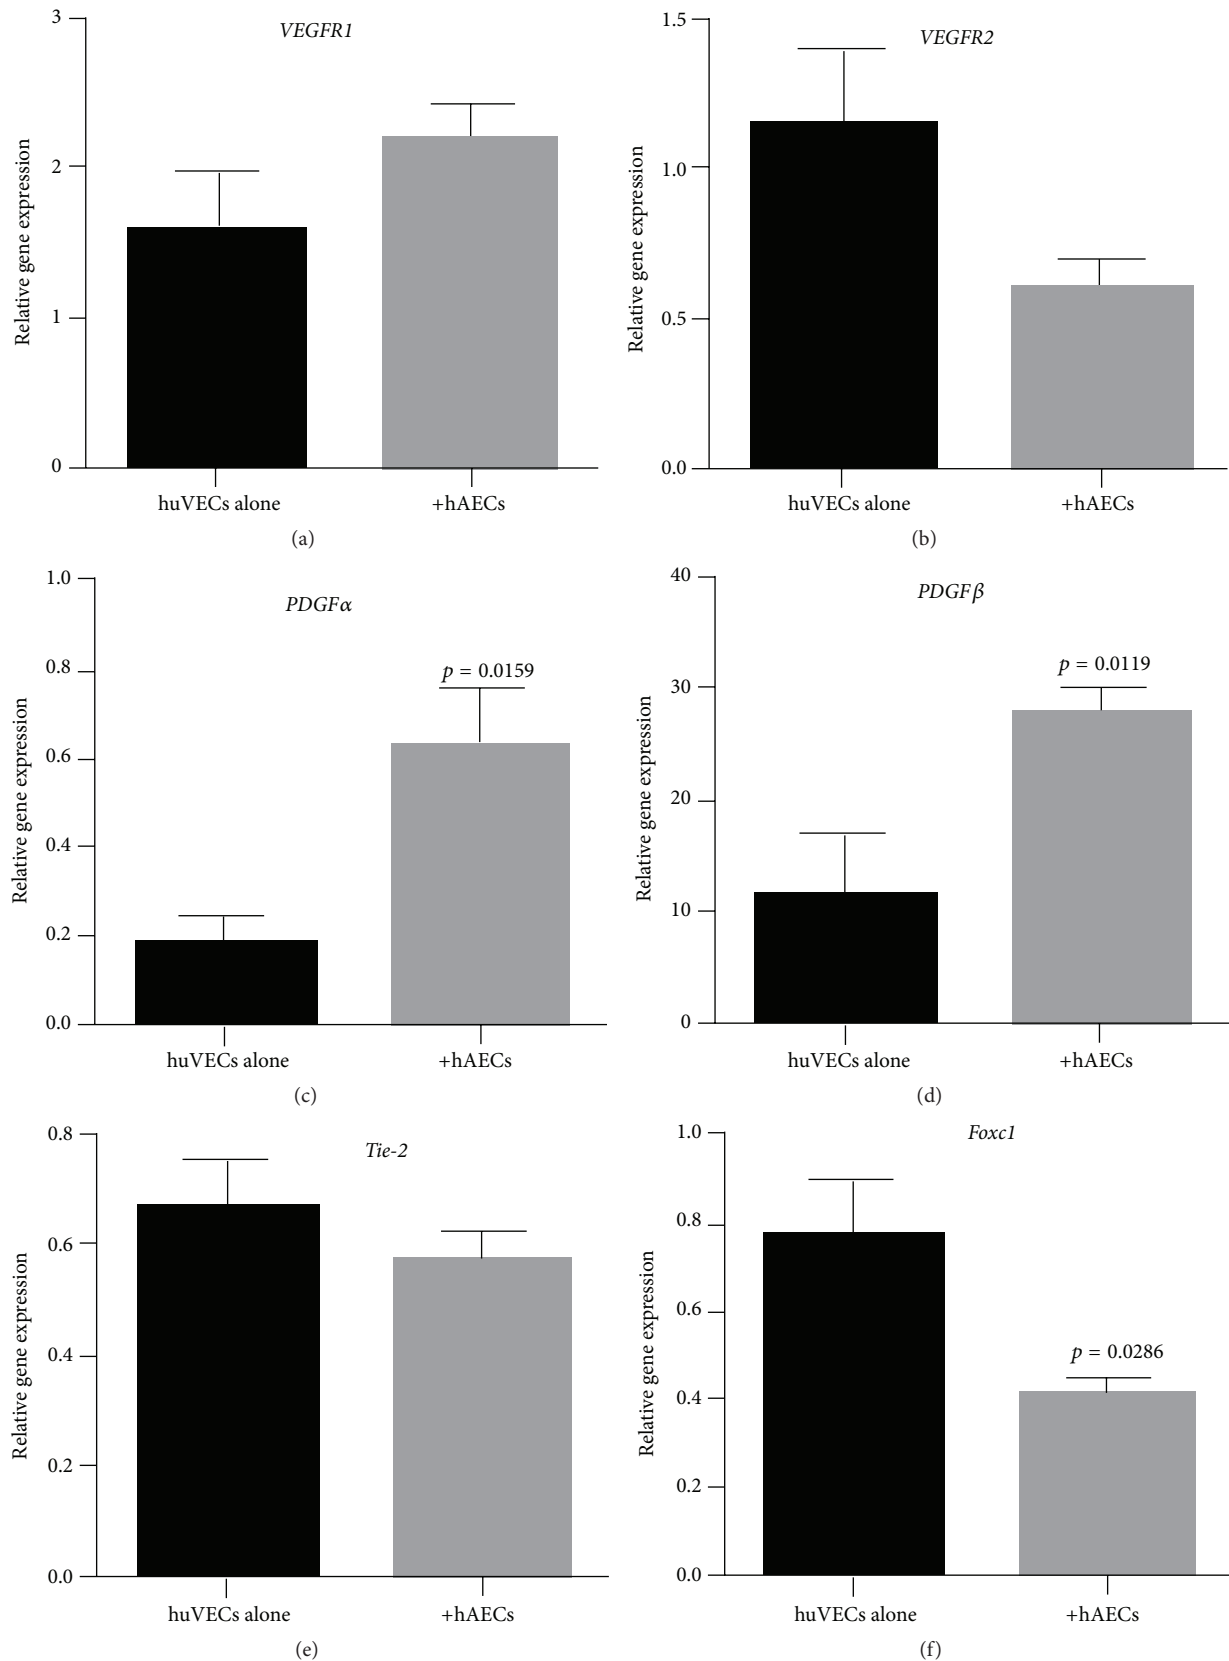 VEGFR1
3
2
1
0
Relative gene expression
huVECs alone
+hAECs
(a)
VEGFR2
1.5
1.0
0.5
0.0
Relative gene expression
huVECs alone
+hAECs
(b)
PDGFα
1.0
0.8
0.6
0.4
0.2
0.0
Relative gene expression
p = 0.0159
huVECs alone
+hAECs
(c)
PDGFβ
40
30
20
10
0
Relative gene expression
p = 0.0119
huVECs alone
+hAECs
(d)
Tie-2
0.8
0.6
0.4
0.2
0.0
Relative gene expression
huVECs alone
+hAECs
(e)
Foxc1
1.0
0.8
0.6
0.4
0.2
0.0
Relative gene expression
p = 0.0286
huVECs alone
+hAECs
(f)